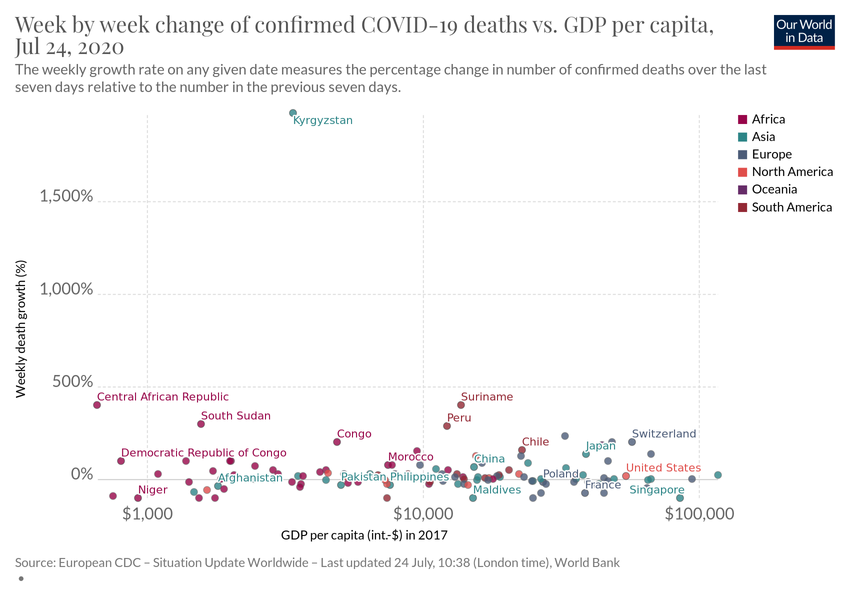 Week by week change of confirmed COVID-19 deaths vs. GDP per capita,
Jul 24, 2020
Our World
in Data
The weekly growth rate on any given date measures the percentage change in number of confirmed deaths over the last
seven days relative to the number in the previous seven days.
Kyrgyzstan
Africa
Asia
Europe
North America
Oceania
South America
1,500%
1,000%
500%
0%
Weekly death growth (%)
Central African Republic
Suriname
South Sudan
Peru
Congo
Switzerland
Chile
Japan
Democratic Republic of Congo
Morocco
China
United States
Afghanistan
Pakistan
Philippines
Poland
France
Niger
Maldives
Singapore
$1,000
$10,000
$100,000
GDP per capita (int.-$) in 2017
Source: European CDC – Situation Update Worldwide – Last updated 24 July, 10:38 (London time), World Bank